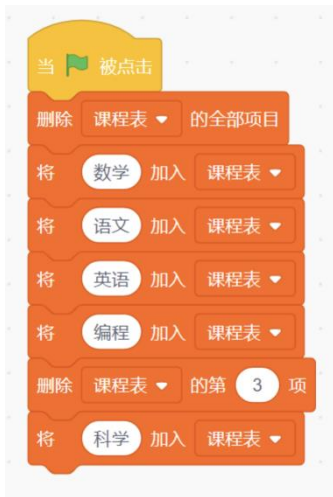 当 被点击
删除 课程表 的全部项目
将 数学 加入 课程表
将 语文 加入 课程表
将 英语 加入 课程表
将 编程 加入 课程表
删除 课程表 的第 3 项
将 科学 加入 课程表